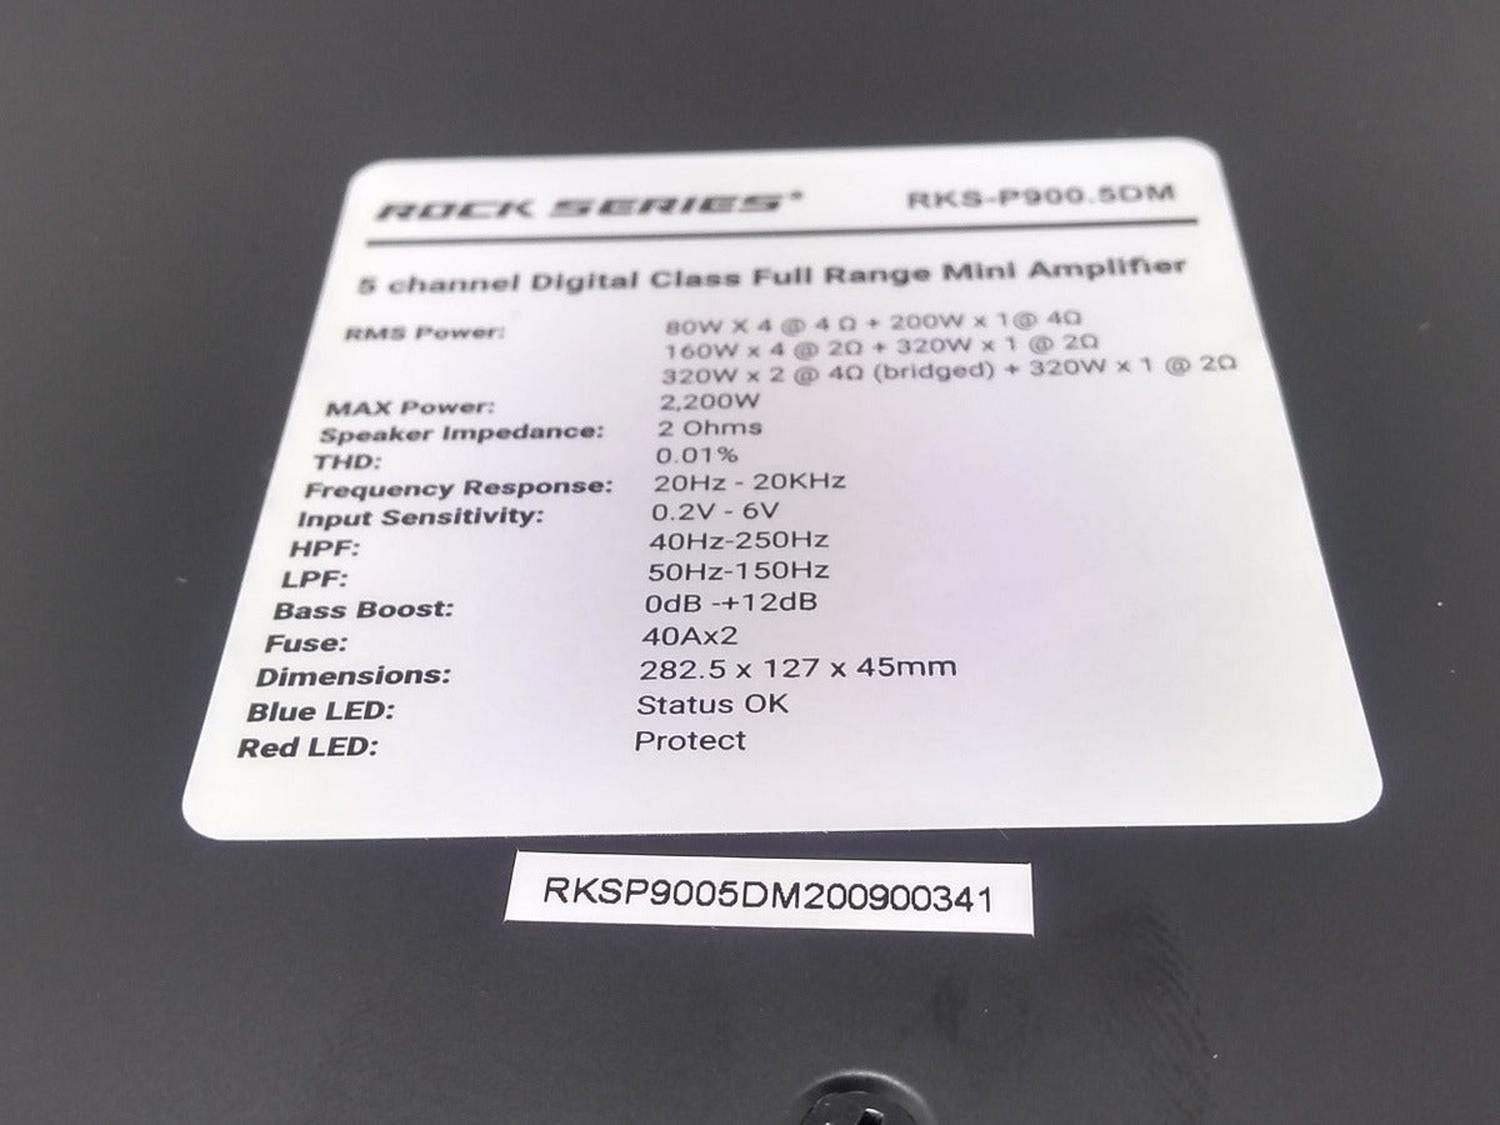 ROCK SERIES® RKS-P900.5DM
5 channel Digital Class Full Range Mini Amplifier
RMS Power: 80W X 4 @ 4 Ω + 200W x 1@ 4Ω
160W x 4 @ 2Ω + 320W x 1 @ 2Ω
320W x 2 @ 4Ω (bridged) + 320W x 1 @ 2Ω
MAX Power: 2,200W
Speaker Impedance: 2 Ohms
THD: 0.01%
Frequency Response: 20Hz - 20KHz
Input Sensitivity: 0.2V - 6V
HPF: 40Hz-250Hz
LPF: 50Hz-150Hz
Bass Boost: 0dB -+12dB
Fuse: 40Ax2
Dimensions: 282.5 x 127 x 45mm
Blue LED: Status OK
Red LED: Protect
RKSP9005DM200900341